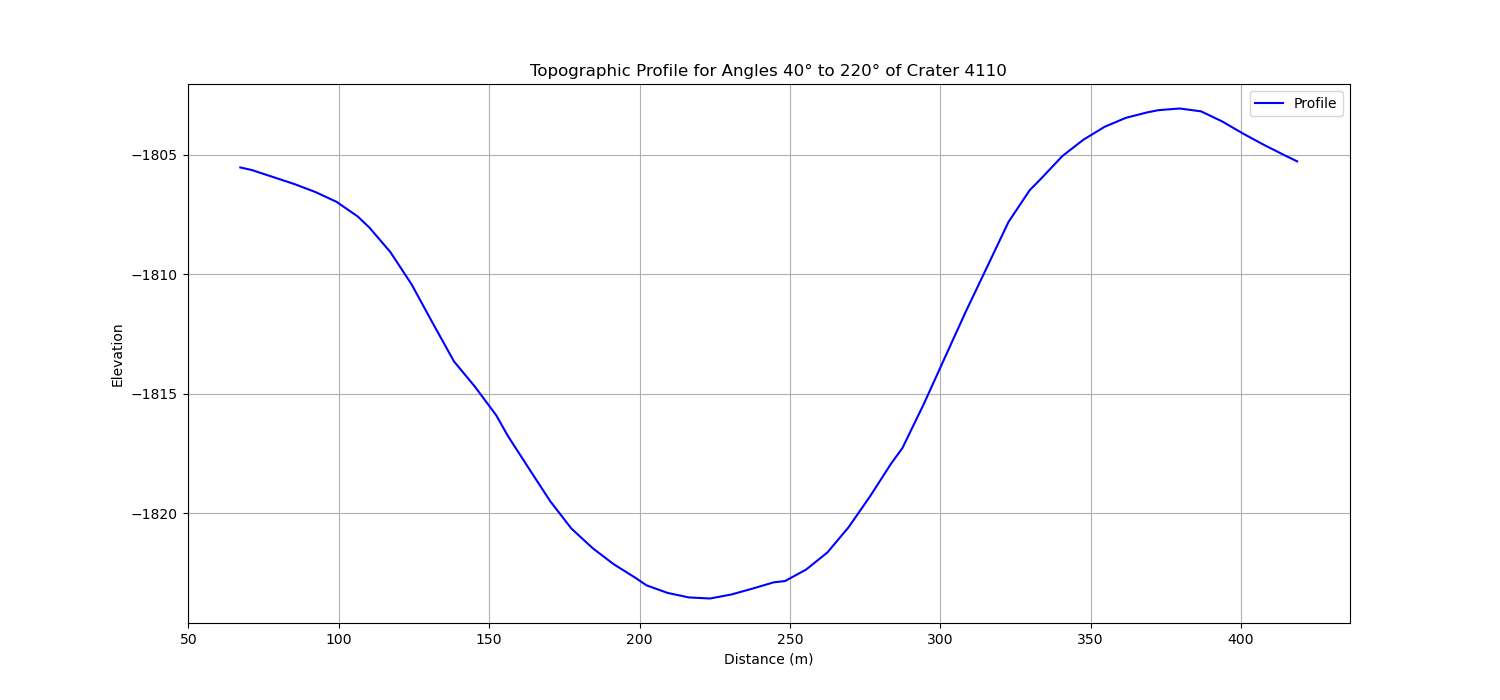 Topographic Profile for Angles 40° to 220° of Crater 4110
Profile
−1805
−1810
−1815
−1820
Elevation
50 100 150 200 250 300 350 400
Distance (m)